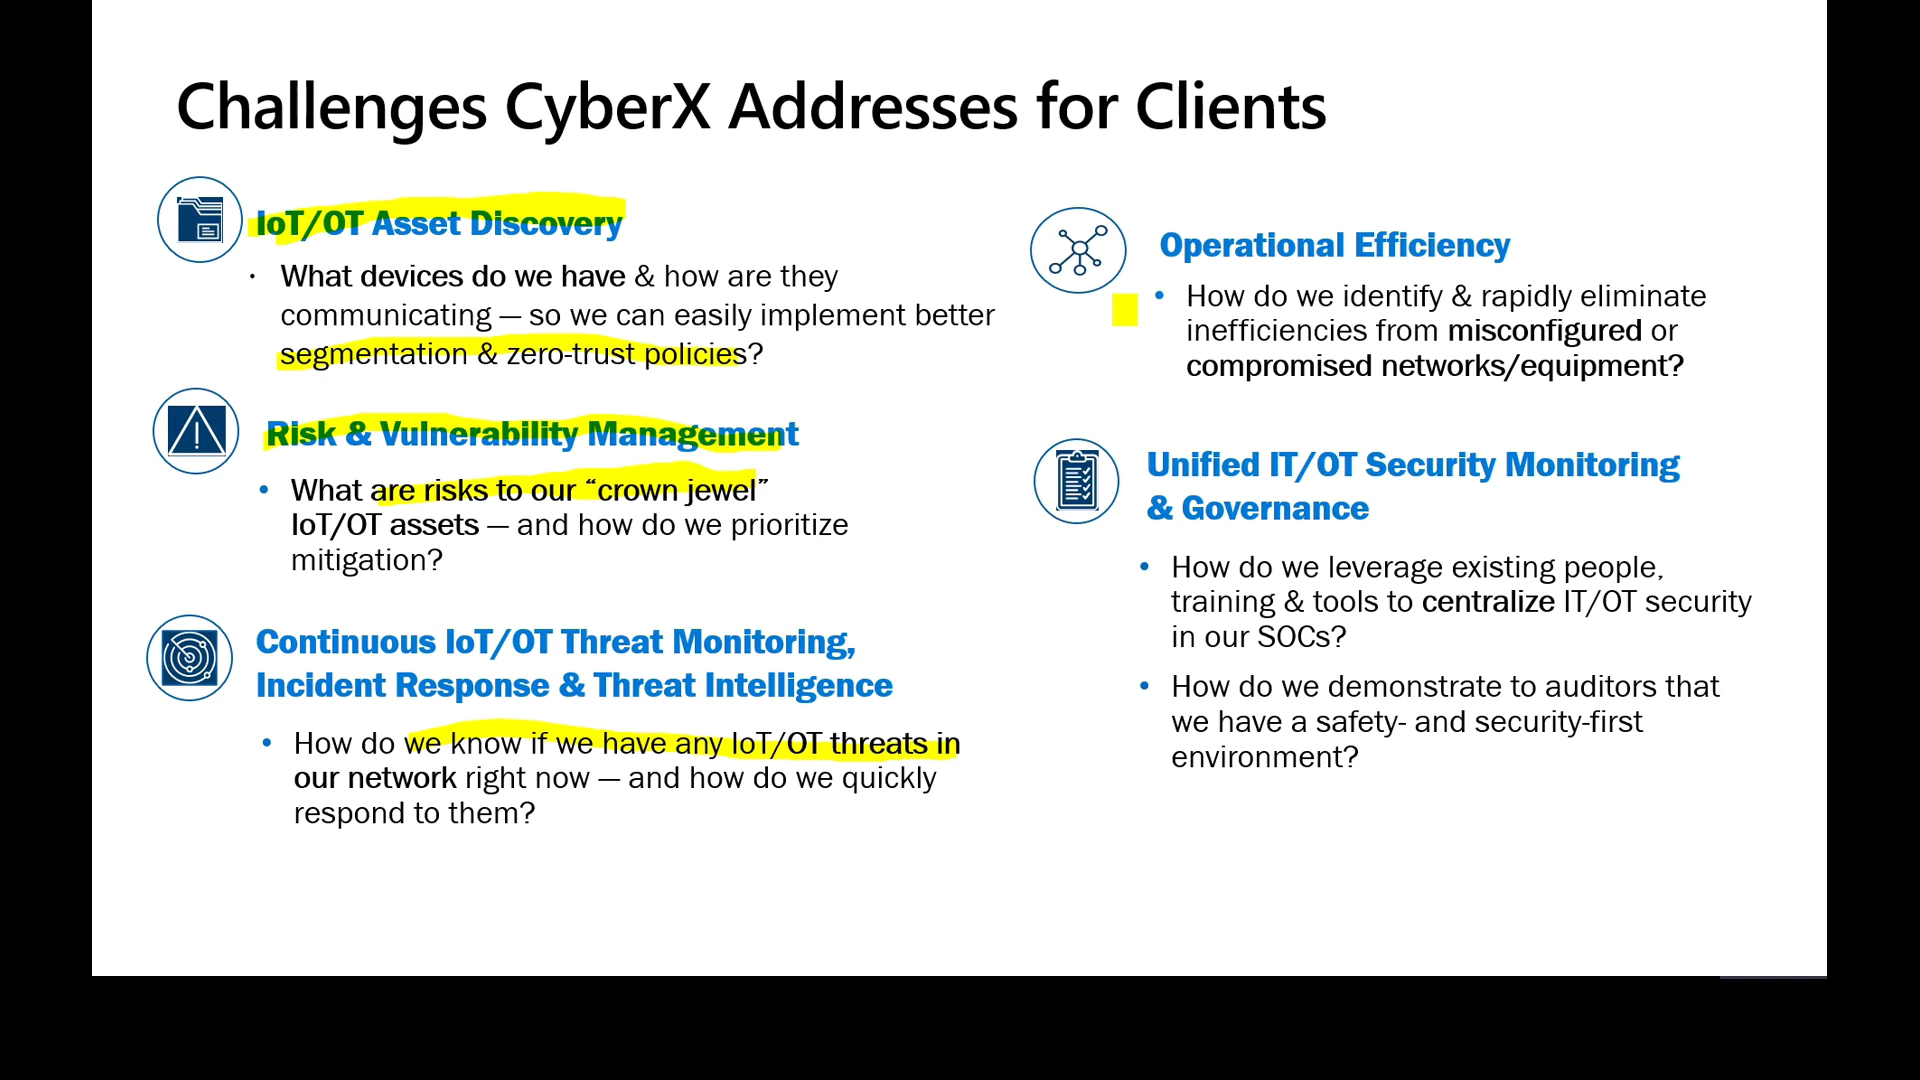 Challenges CyberX Addresses for Clients
IoT/OT Asset Discovery
• What devices do we have & how are they
communicating — so we can easily implement better
segmentation & zero-trust policies?
Risk & Vulnerability Management
• What are risks to our “crown jewel”
IoT/OT assets — and how do we prioritize
mitigation?
Continuous IoT/OT Threat Monitoring,
Incident Response & Threat Intelligence
• How do we know if we have any IoT/OT threats in
our network right now — and how do we quickly
respond to them?
Operational Efficiency
• How do we identify & rapidly eliminate
inefficiencies from misconfigured or
compromised networks/equipment?
Unified IT/OT Security Monitoring
& Governance
• How do we leverage existing people,
training & tools to centralize IT/OT security
in our SOCs?
• How do we demonstrate to auditors that
we have a safety- and security-first
environment?